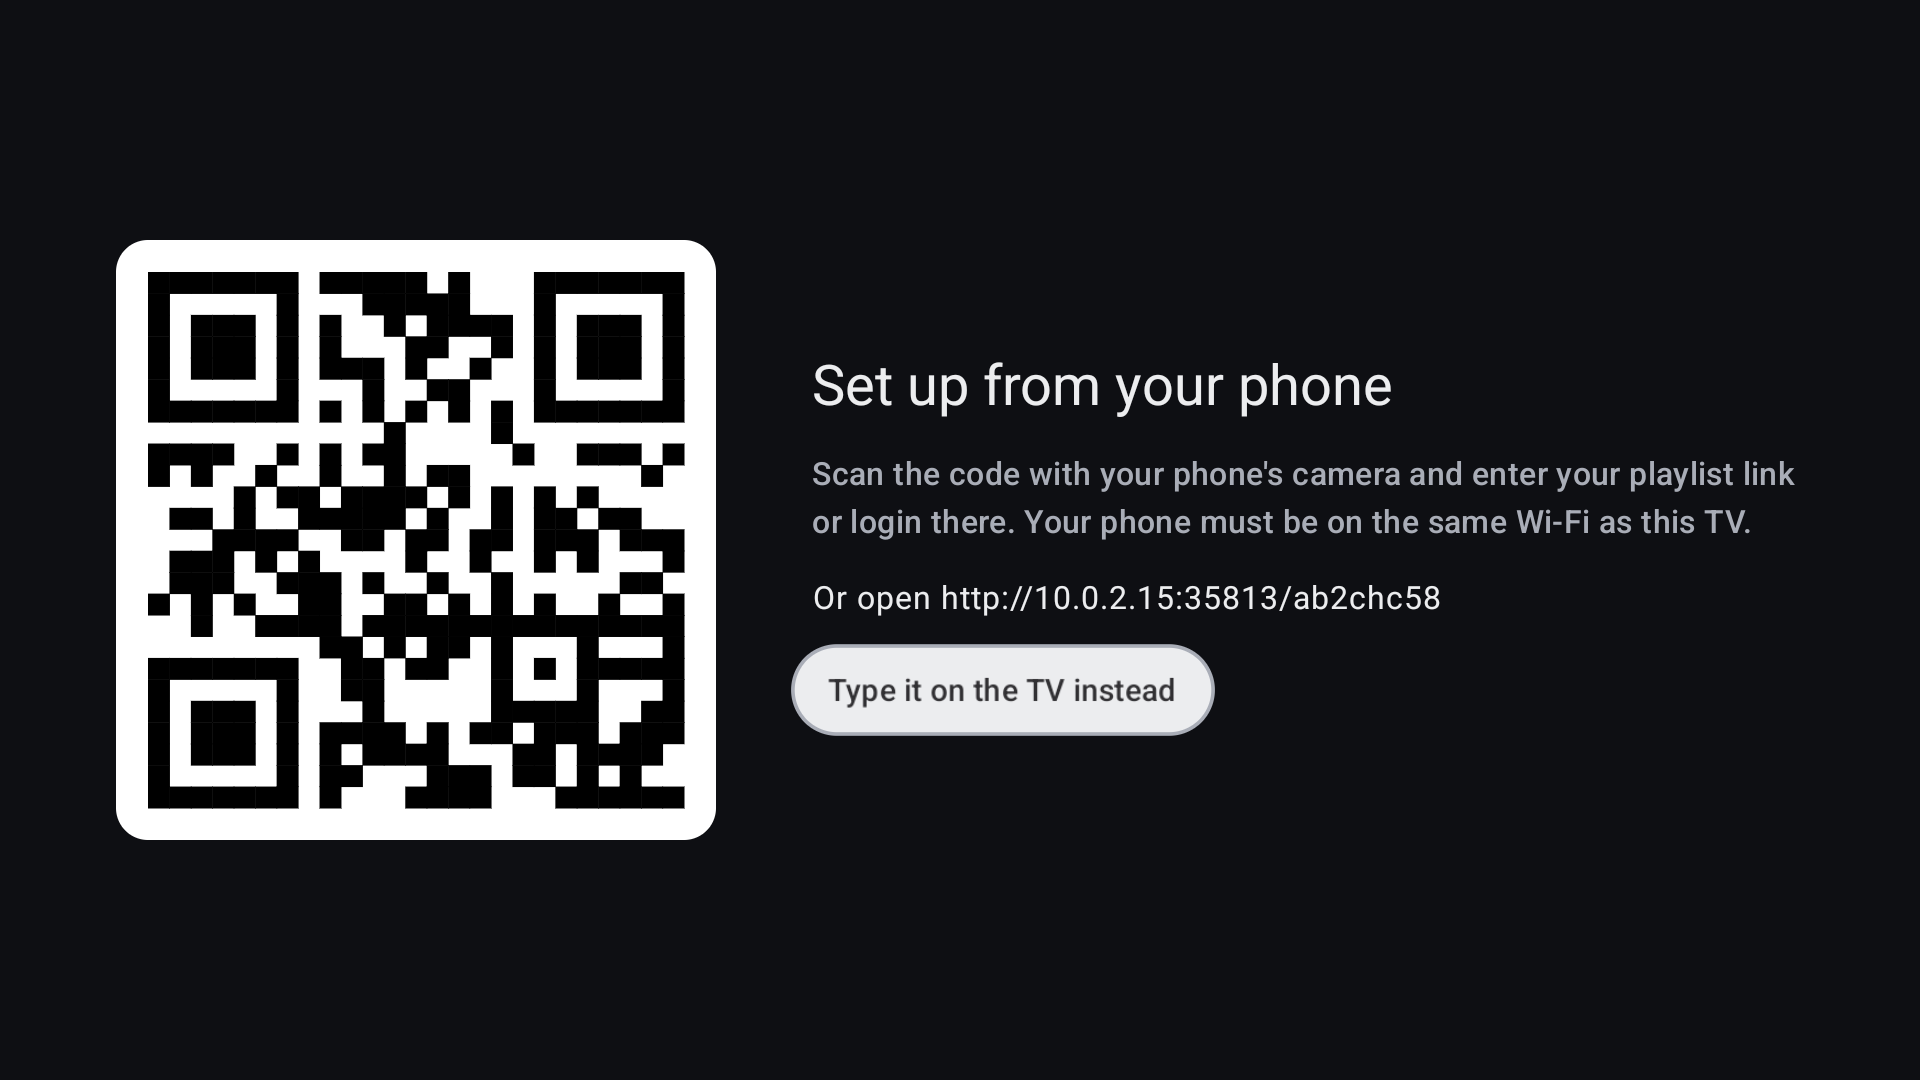 Set up from your phone
Scan the code with your phone's camera and enter your playlist link
or login there. Your phone must be on the same Wi-Fi as this TV.
Or open http://10.0.2.15:35813/ab2chc58
Type it on the TV instead